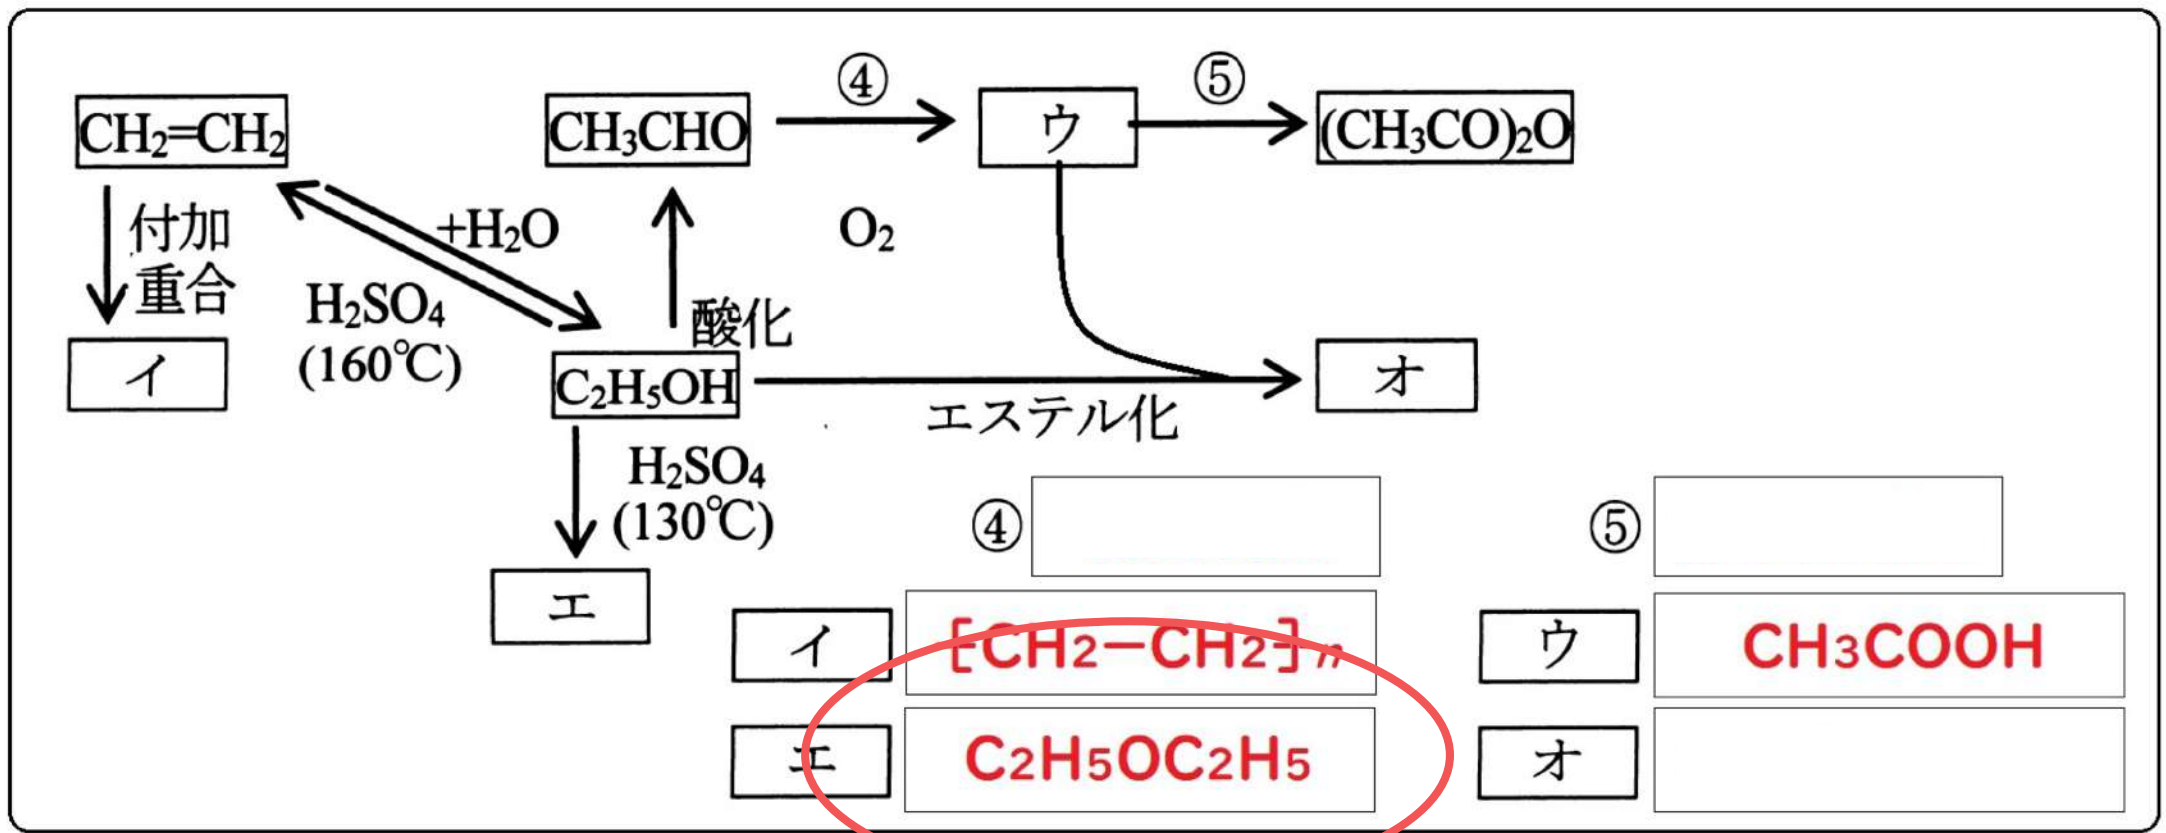 ④ ⑤
CH₂=CH₂ CH₃CHO ウ (CH₃CO)₂O
付加
重合
+H₂O
O₂
H₂SO₄
(160℃)
酸化
イ C₂H₅OH オ
エステル化
H₂SO₄
(130℃)
④ ⑤
エ
イ [CH₂−CH₂]n ウ CH₃COOH
エ C₂H₅OC₂H₅ オ